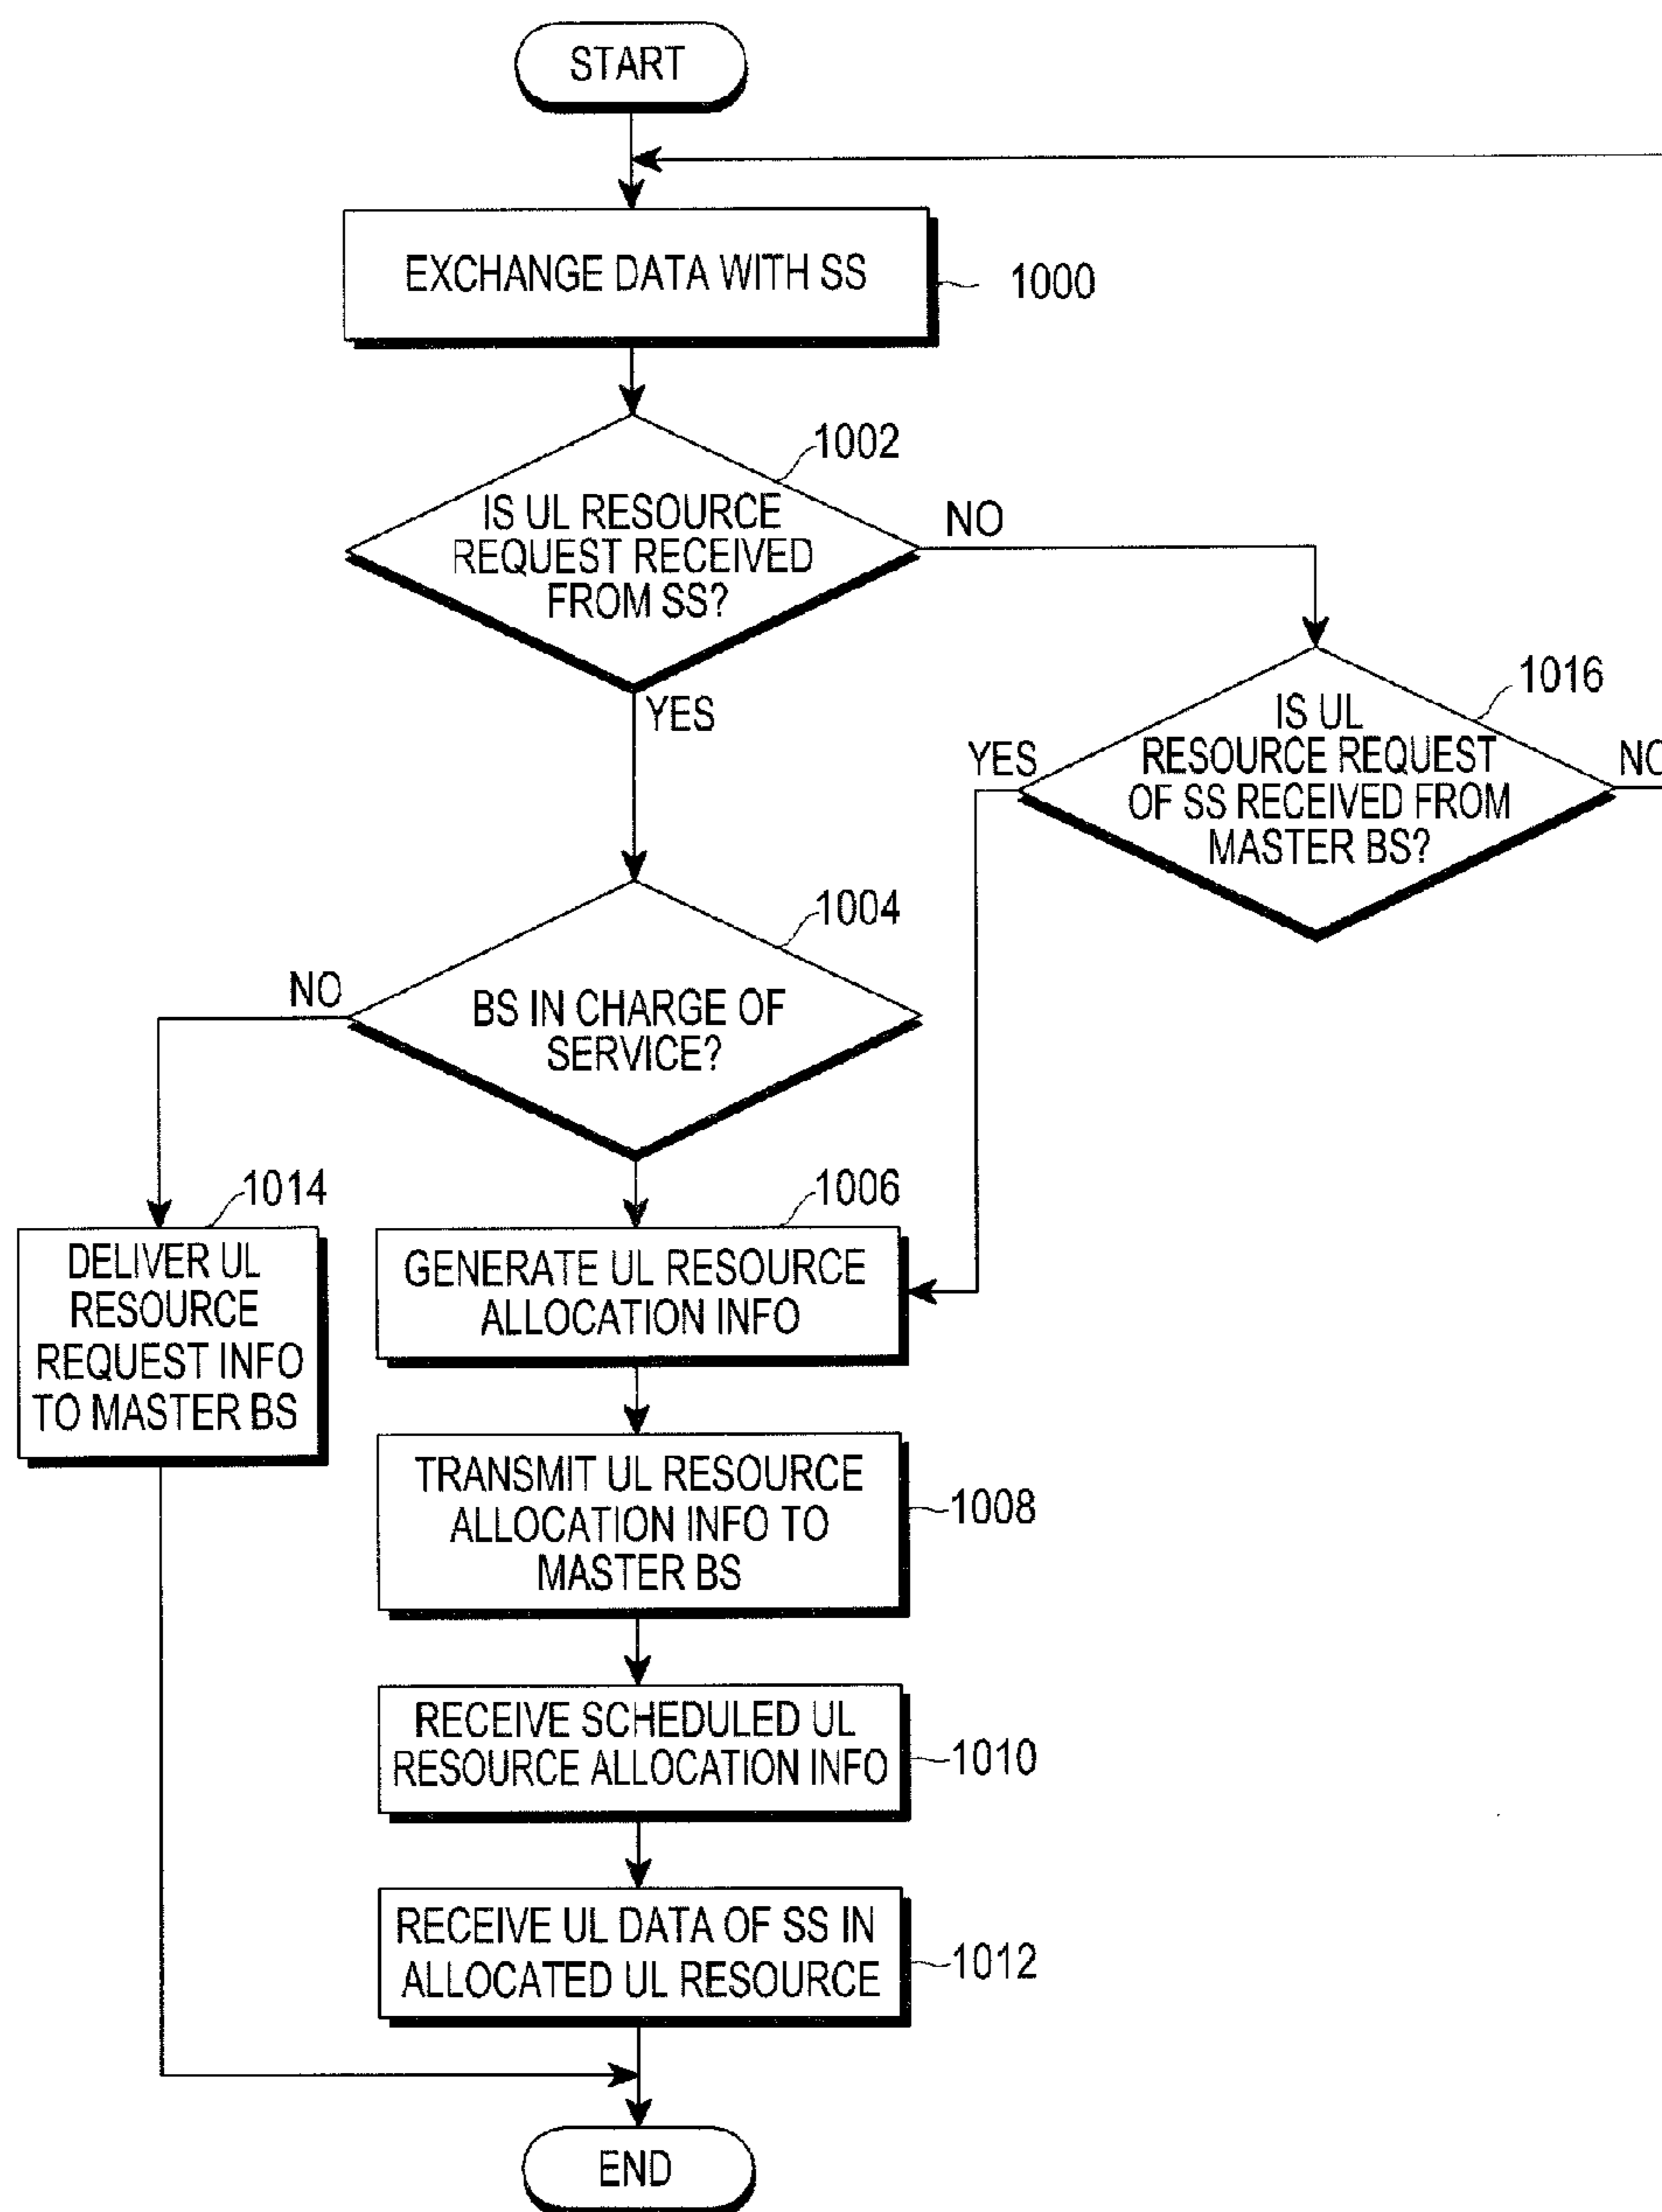 START
EXCHANGE DATA WITH SS
1000
1002
IS UL RESOURCE
REQUEST RECEIVED
FROM SS?
NO
YES
1016
IS UL
RESOURCE REQUEST
OF SS RECEIVED FROM
MASTER BS?
YES
NO
1004
BS IN CHARGE OF
SERVICE?
NO
1014
DELIVER UL
RESOURCE
REQUEST INFO
TO MASTER BS
1006
GENERATE UL RESOURCE
ALLOCATION INFO
TRANSMIT UL RESOURCE
ALLOCATION INFO TO
MASTER BS
1008
RECEIVE SCHEDULED UL
RESOURCE ALLOCATION INFO
1010
RECEIVE UL DATA OF SS IN
ALLOCATED UL RESOURCE
1012
END